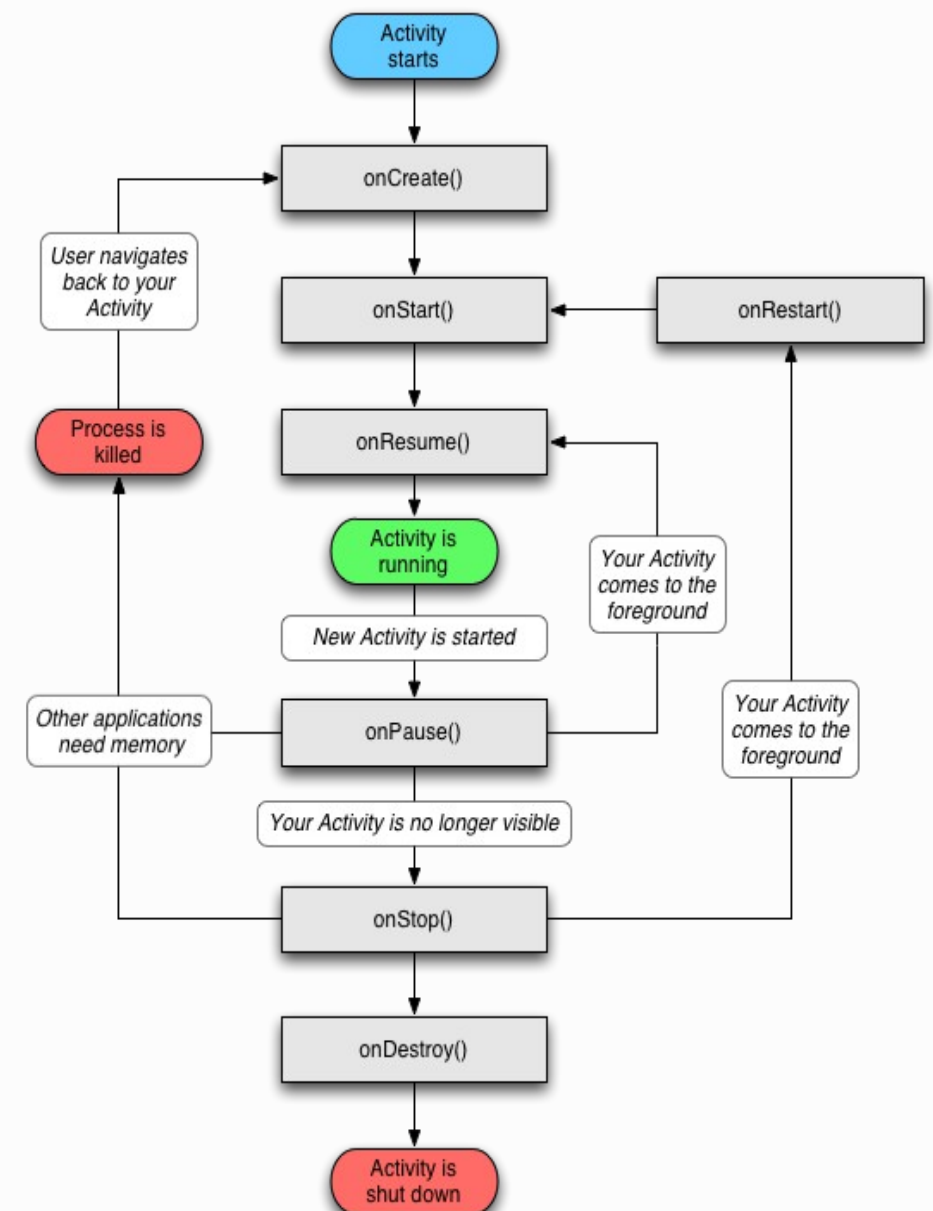 Activity
starts
onCreate()
User navigates
back to your
Activity
onStart()
onRestart()
Process is
killed
onResume()
Activity is
running
Your Activity
comes to the
foreground
New Activity is started
Other applications
need memory
onPause()
Your Activity
comes to the
foreground
Your Activity is no longer visible
onStop()
onDestroy()
Activity is
shut down